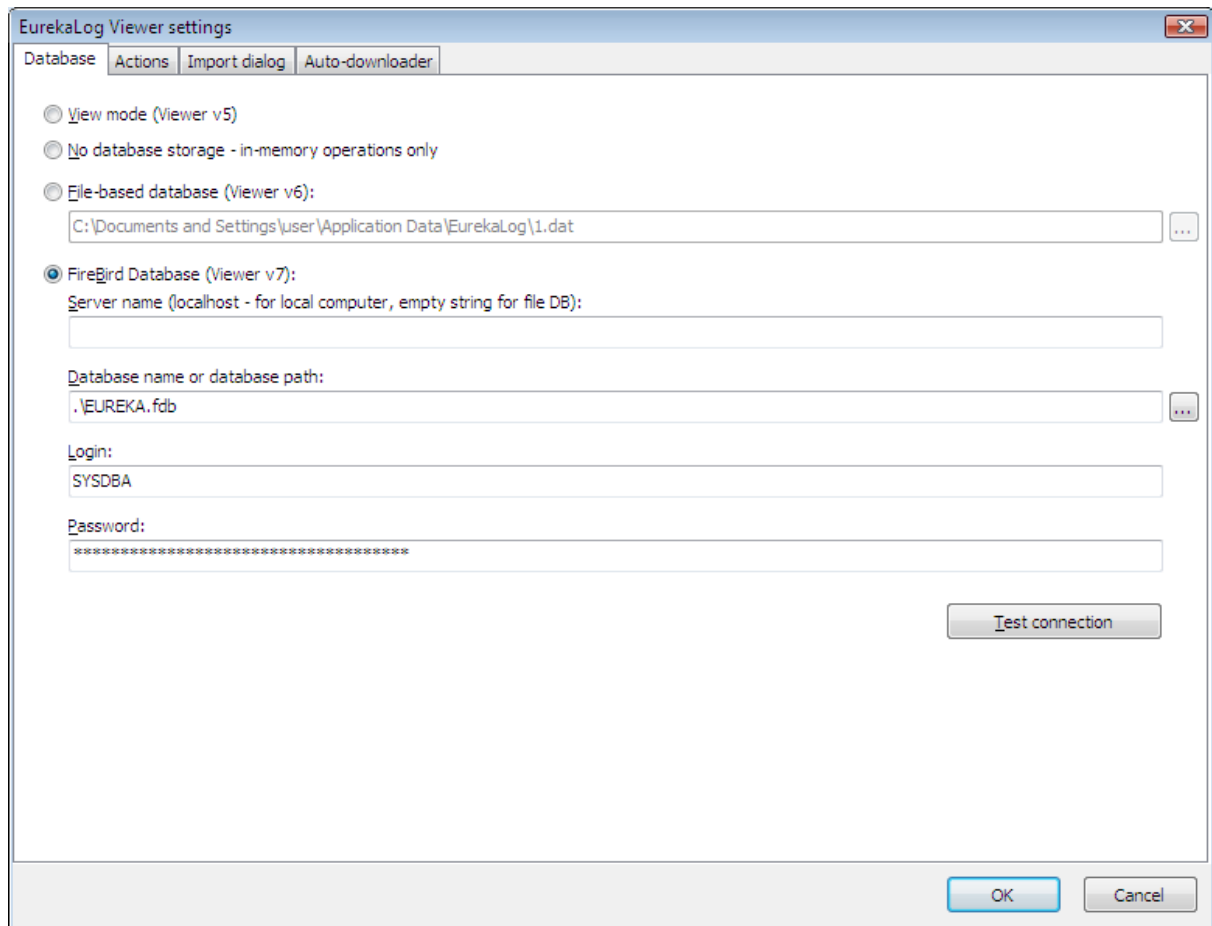 EurekaLog Viewer settings
Database Actions Import dialog Auto-downloader
View mode (Viewer v5)
No database storage - in-memory operations only
File-based database (Viewer v6):
C:\Documents and Settings\user\Application Data\EurekaLog\1.dat ...
FireBird Database (Viewer v7):
Server name (localhost - for local computer, empty string for file DB):
Database name or database path:
.\EUREKA.fdb ...
Login:
SYSDBA
Password:
************************************
Test connection
OK Cancel